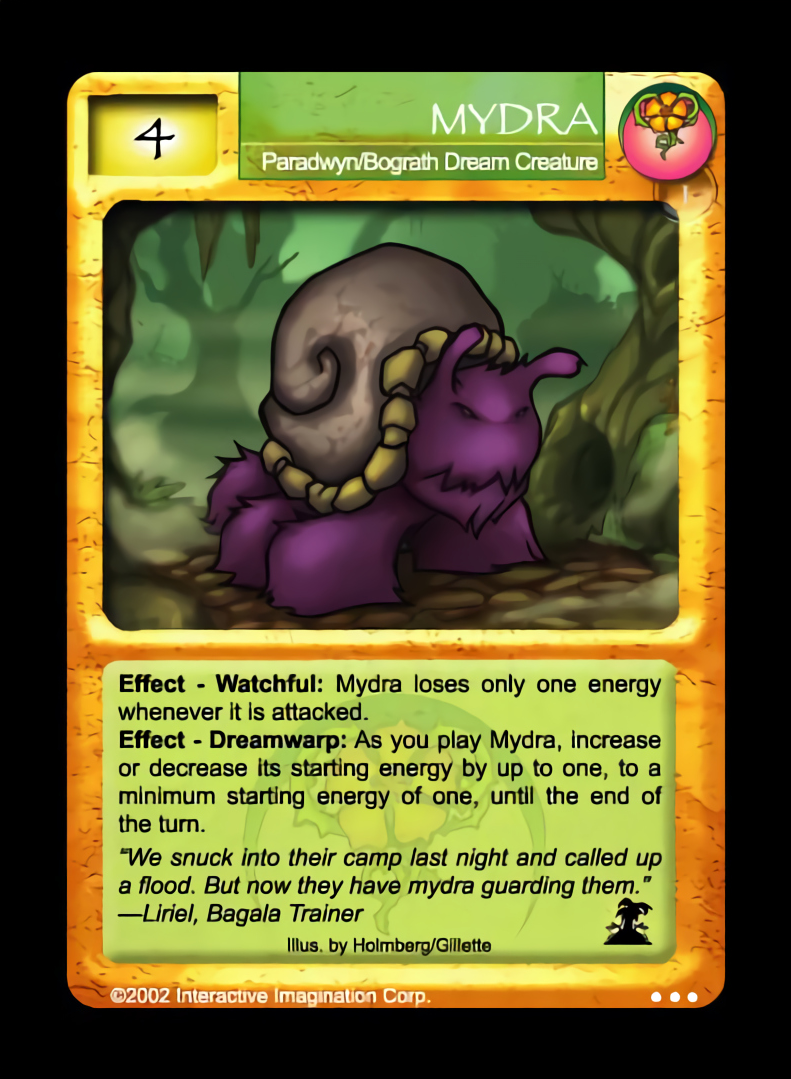 4
MYDRA
Paradwyn/Bograth Dream Creature
1
Effect - Watchful: Mydra loses only one energy
whenever it is attacked.
Effect - Dreamwarp: As you play Mydra, increase
or decrease its starting energy by up to one, to a
minimum starting energy of one, until the end of
the turn.
"We snuck into their camp last night and called up
a flood. But now they have mydra guarding them."
—Liriel, Bagala Trainer
Illus. by Holmberg/Gillette
©2002 Interactive Imagination Corp.